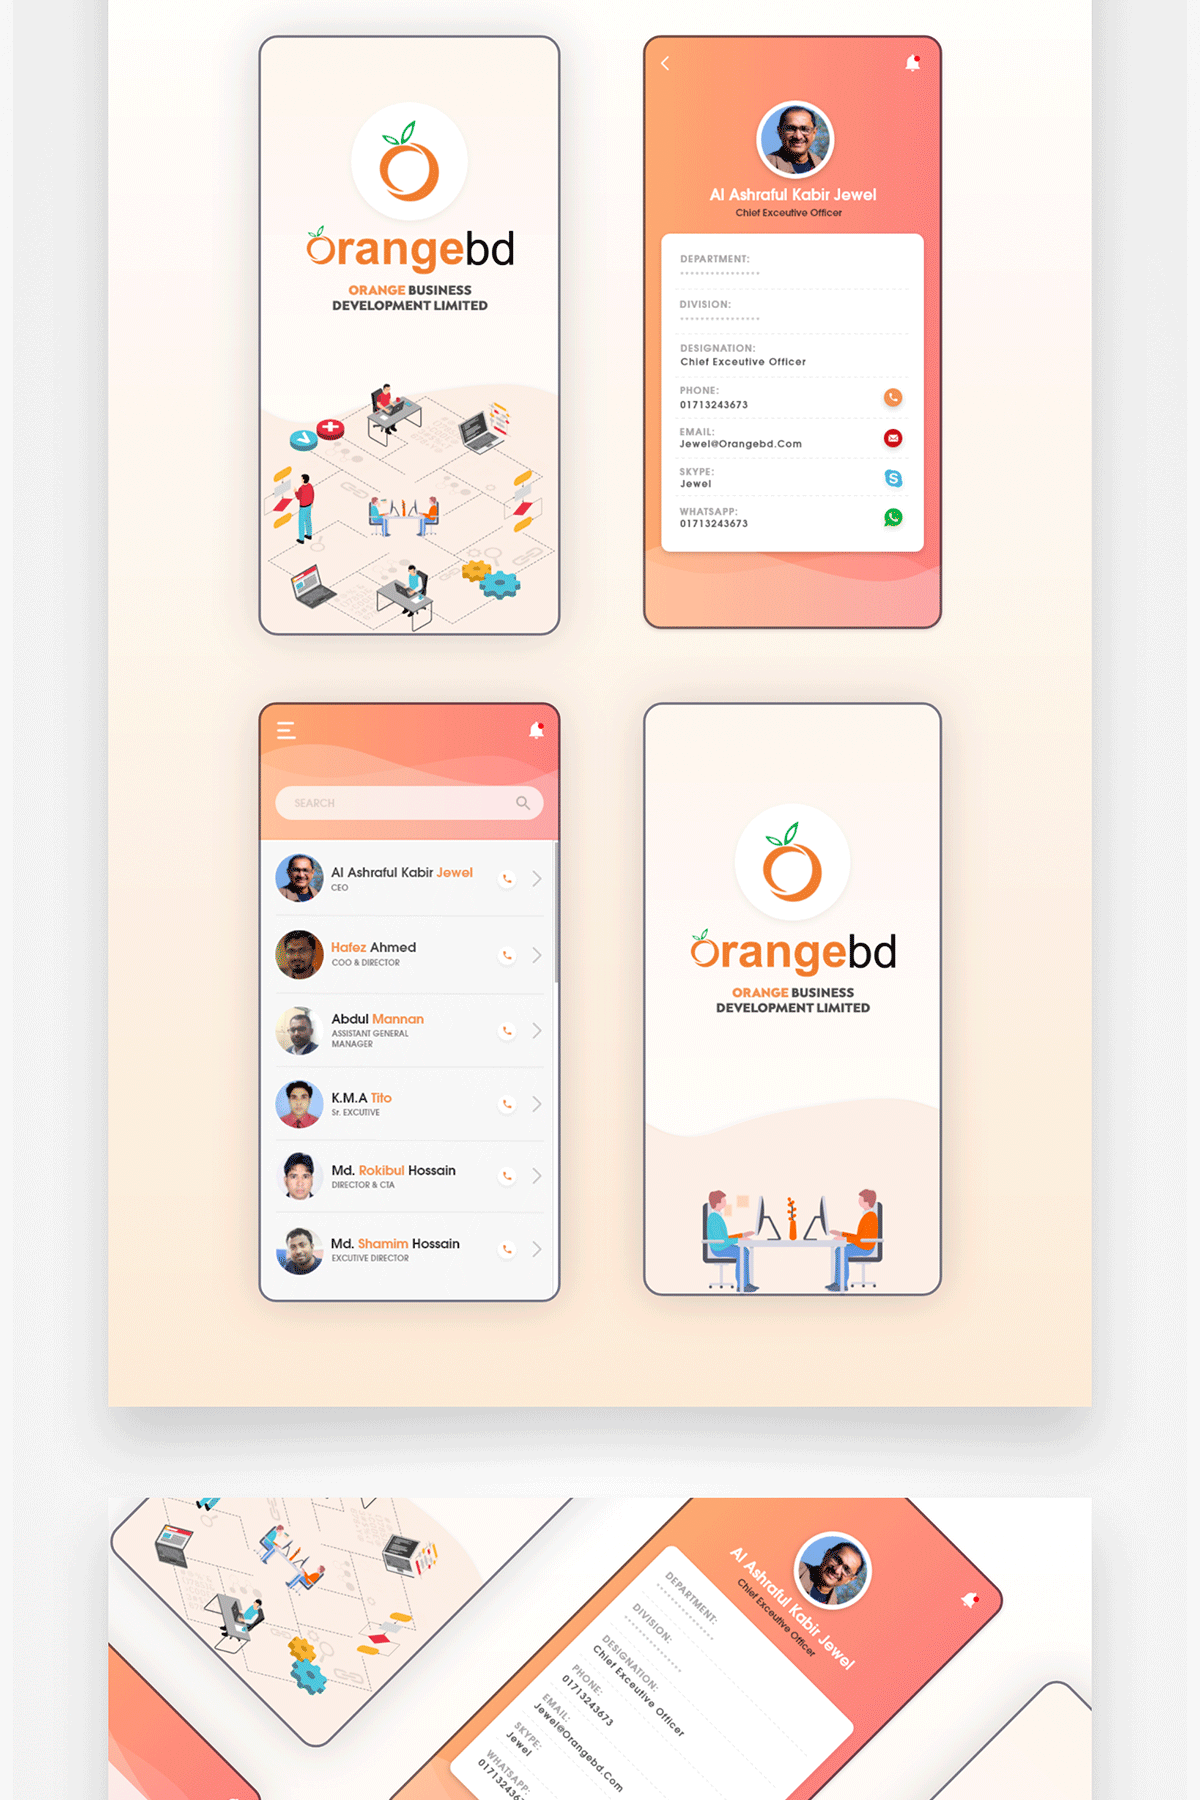 Orangebd
ORANGE BUSINESS
DEVELOPMENT LIMITED
Al Ashraful Kabir Jewel
Chief Exceutive Officer
DEPARTMENT:
****************
DIVISION:
****************
DESIGNATION:
Chief Exceutive Officer
PHONE:
01713243673
EMAIL:
Jewel@Orangebd.Com
SKYPE:
Jewel
WHATSAPP:
01713243673
SEARCH
Al Ashraful Kabir Jewel
CEO
Hafez Ahmed
COO & DIRECTOR
Abdul Mannan
ASSISTANT GENERAL
MANAGER
K.M.A Tito
Sr. EXCUTIVE
Md. Rokibul Hossain
DIRECTOR & CTA
Md. Shamim Hossain
EXCUTIVE DIRECTOR
Orangebd
ORANGE BUSINESS
DEVELOPMENT LIMITED
Al Ashraful Kabir Jewel
Chief Exceutive Officer
DEPARTMENT:
****************
DIVISION:
****************
DESIGNATION:
Chief Exceutive Officer
PHONE:
01713243673
EMAIL:
Jewel@Orangebd.Com
SKYPE:
Jewel
WHATSAPP: